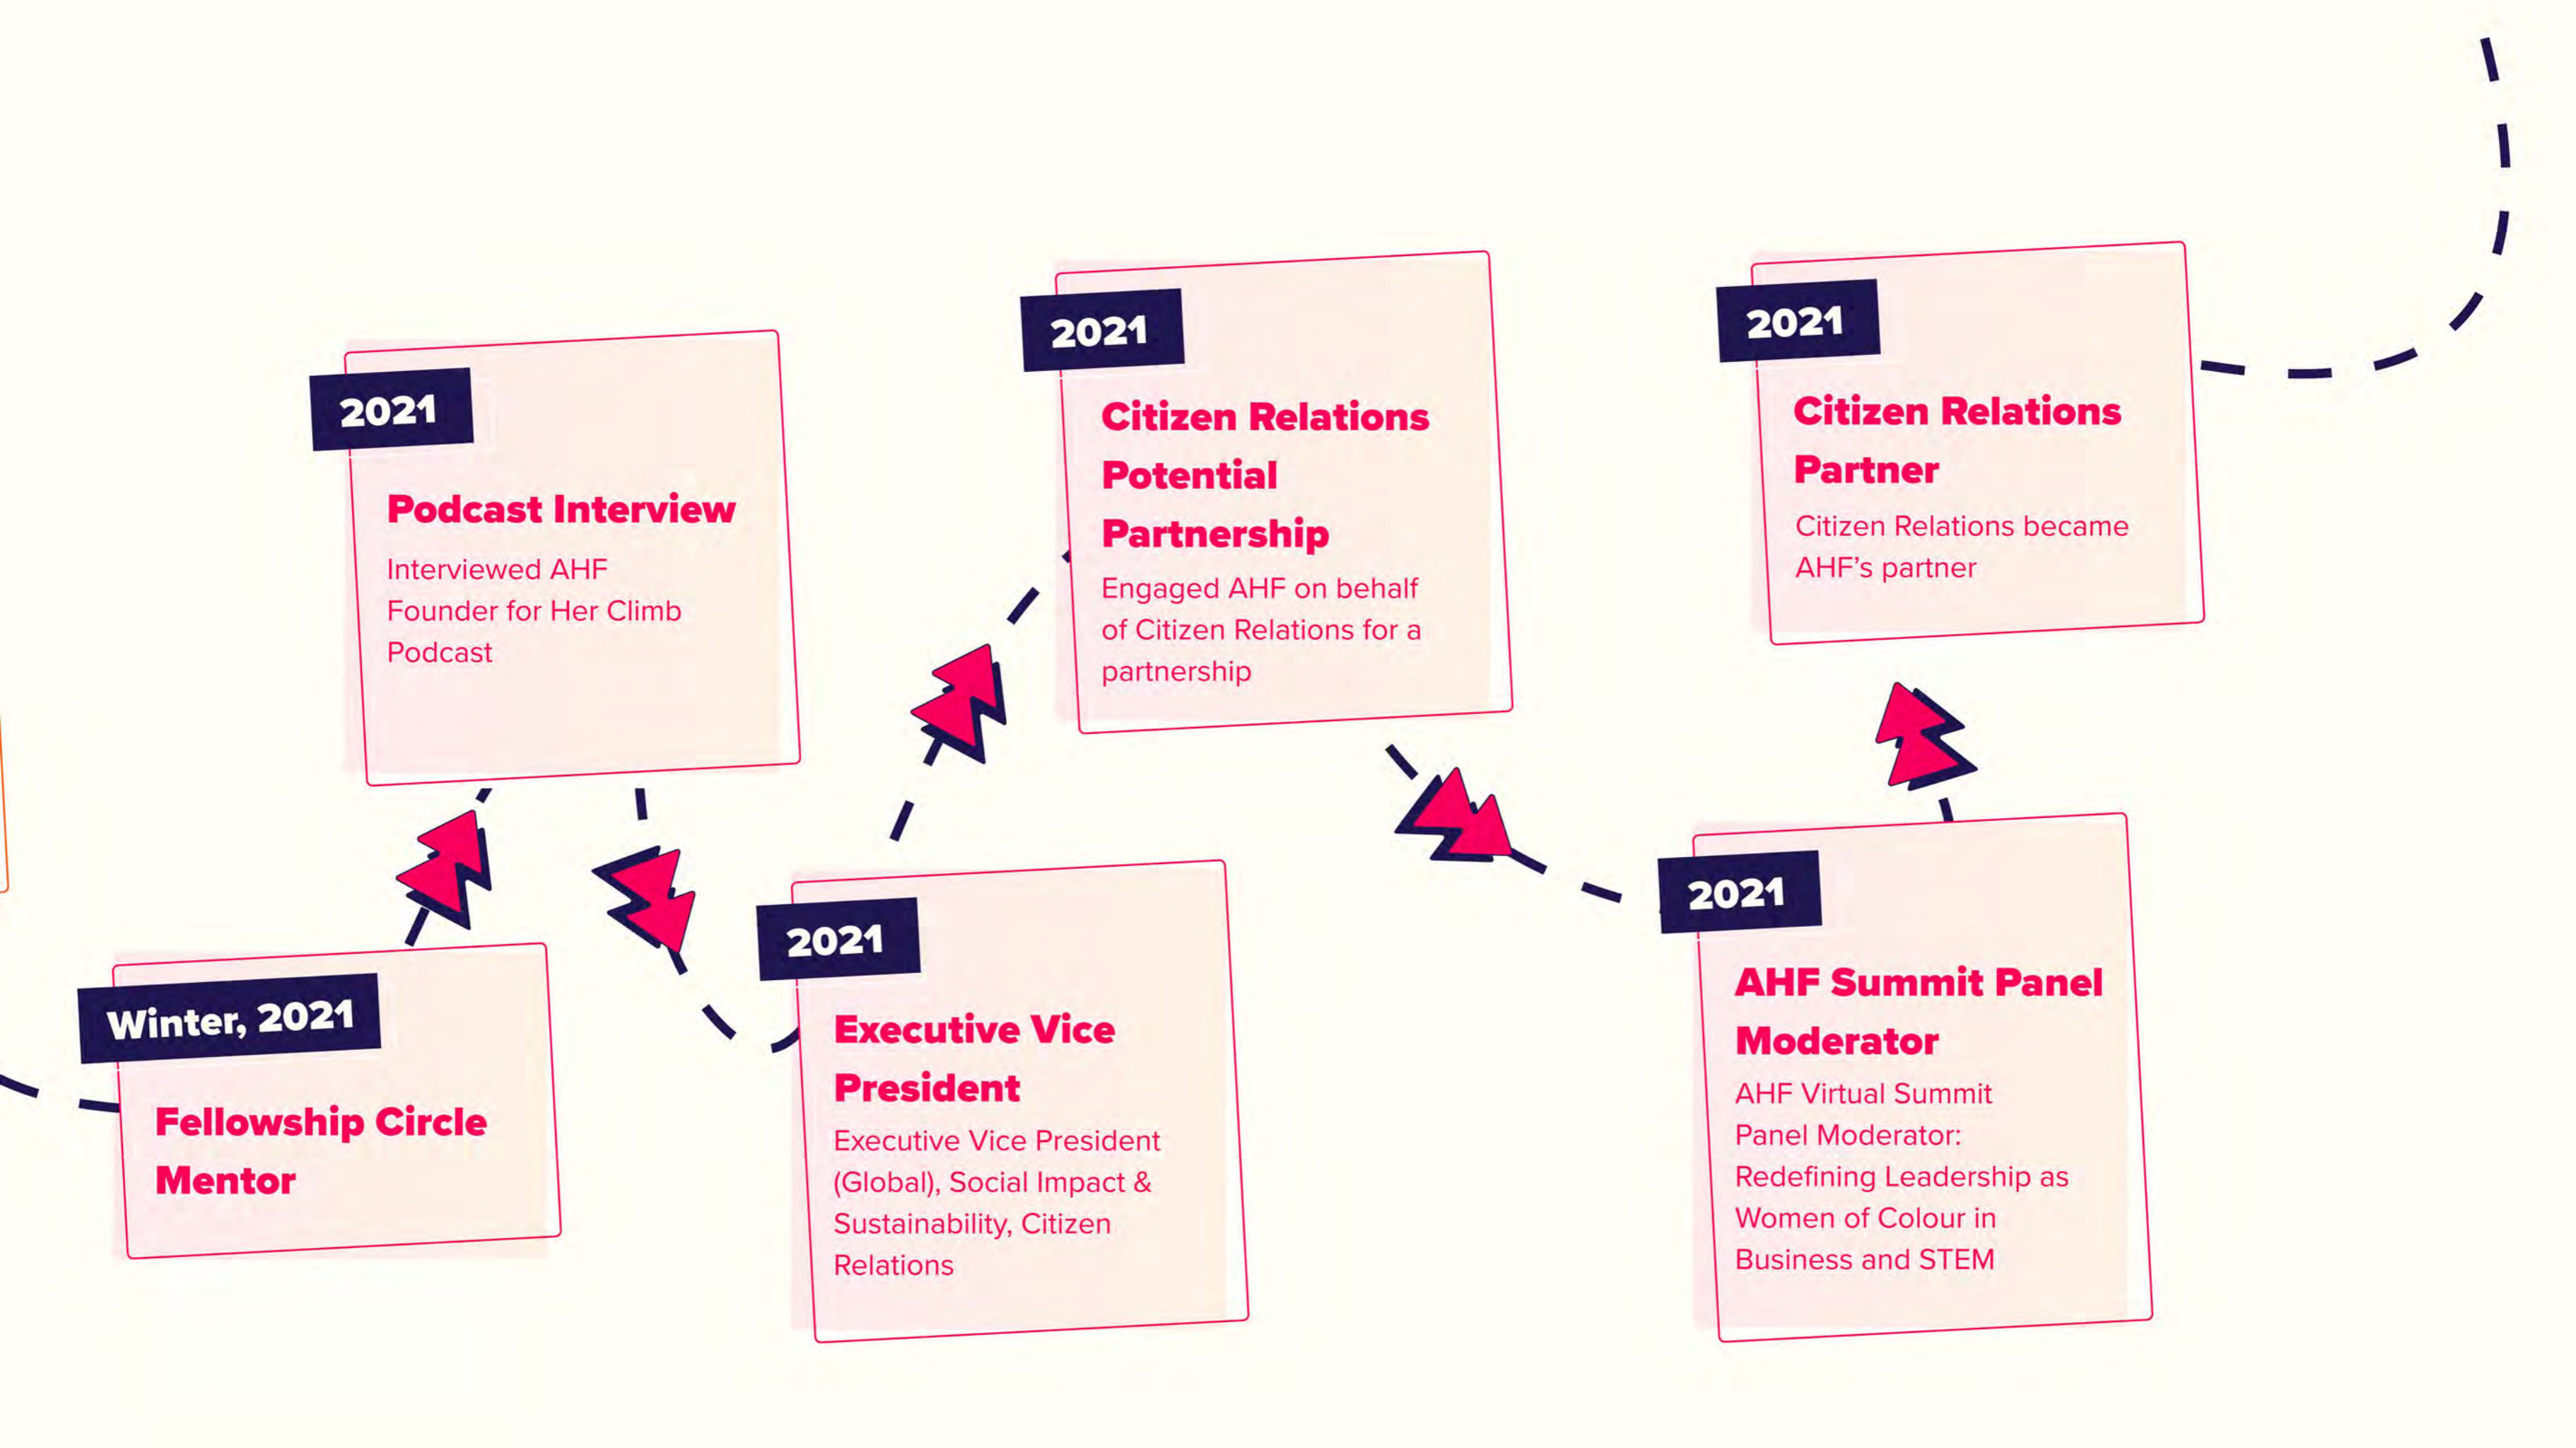 Winter, 2021
Fellowship Circle
Mentor
2021
Podcast Interview
Interviewed AHF
Founder for Her Climb
Podcast
2021
Executive Vice
President
Executive Vice President
(Global), Social Impact &
Sustainability, Citizen
Relations
2021
Citizen Relations
Potential
Partnership
Engaged AHF on behalf
of Citizen Relations for a
partnership
2021
AHF Summit Panel
Moderator
AHF Virtual Summit
Panel Moderator:
Redefining Leadership as
Women of Colour in
Business and STEM
2021
Citizen Relations
Partner
Citizen Relations became
AHF’s partner